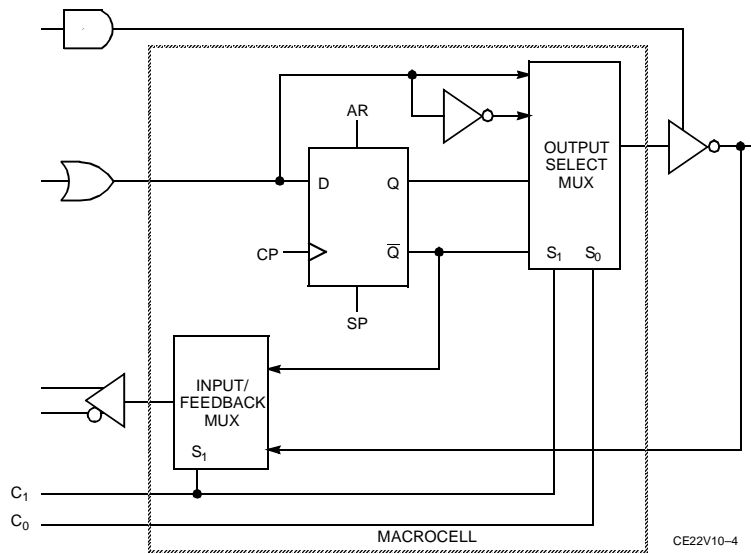 AR
OUTPUT
SELECT
MUX
D Q
CP Q̅
S₁ S₀
SP
INPUT/
FEEDBACK
MUX
S₁
C₁
C₀
MACROCELL
CE22V10–4